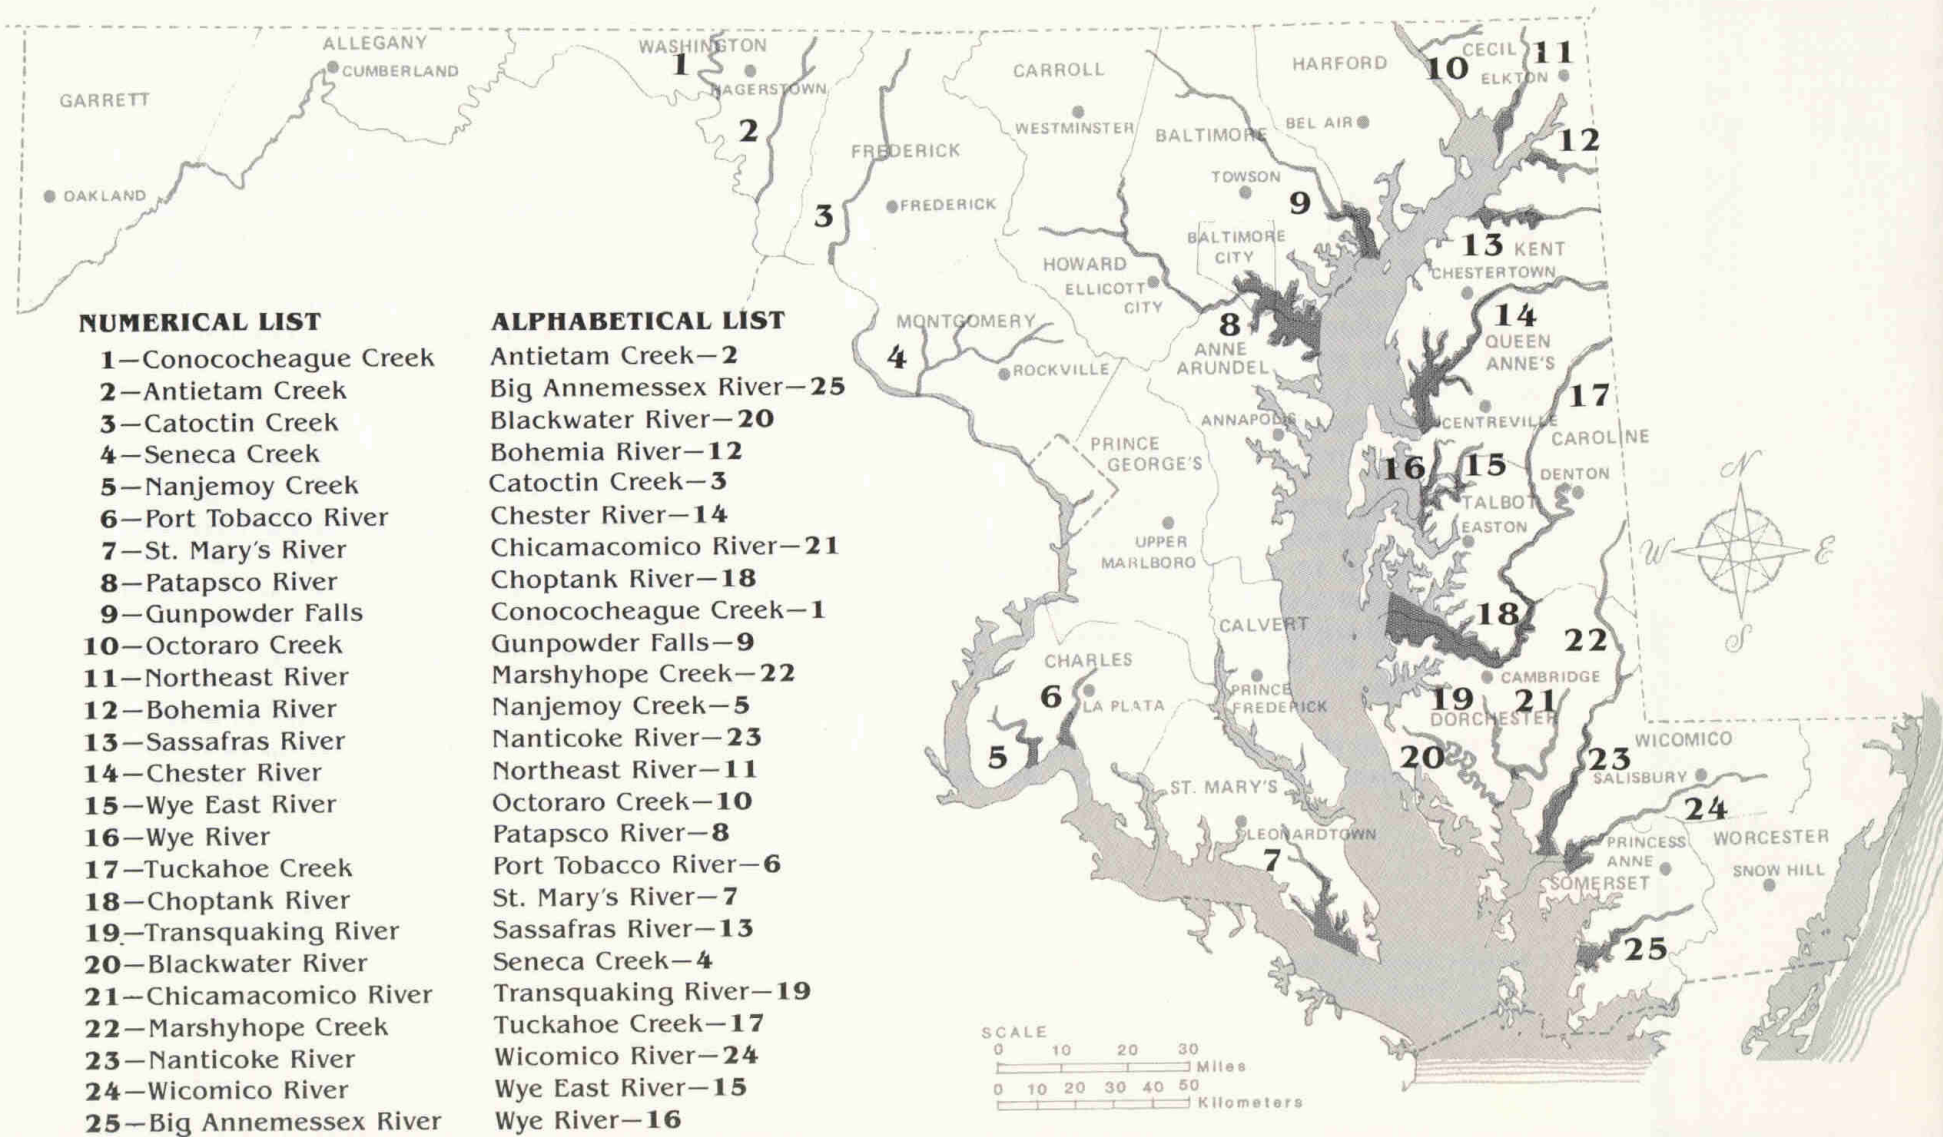 NUMERICAL LIST
1—Conococheague Creek
2—Antietam Creek
3—Catoctin Creek
4—Seneca Creek
5—Nanjemoy Creek
6—Port Tobacco River
7—St. Mary's River
8—Patapsco River
9—Gunpowder Falls
10—Octoraro Creek
11—Northeast River
12—Bohemia River
13—Sassafras River
14—Chester River
15—Wye East River
16—Wye River
17—Tuckahoe Creek
18—Choptank River
19—Transquaking River
20—Blackwater River
21—Chicamacomico River
22—Marshyhope Creek
23—Nanticoke River
24—Wicomico River
25—Big Annemessex River
ALPHABETICAL LIST
Antietam Creek—2
Big Annemessex River—25
Blackwater River—20
Bohemia River—12
Catoctin Creek—3
Chester River—14
Chicamacomico River—21
Choptank River—18
Conococheague Creek—1
Gunpowder Falls—9
Marshyhope Creek—22
Nanjemoy Creek—5
Nanticoke River—23
Northeast River—11
Octoraro Creek—10
Patapsco River—8
Port Tobacco River—6
St. Mary's River—7
Sassafras River—13
Seneca Creek—4
Transquaking River—19
Tuckahoe Creek—17
Wicomico River—24
Wye East River—15
Wye River—16
GARRETT
OAKLAND
ALLEGANY
CUMBERLAND
WASHINGTON
1
HAGERSTOWN
2
3
FREDERICK
FREDERICK
CARROLL
WESTMINSTER
BALTIMORE
TOWSON
9
BALTIMORE
CITY
HARFORD
BEL AIR
10
CECIL
11
ELKTON
12
13
KENT
CHESTERTOWN
HOWARD
ELLICOTT
CITY
8
ANNE
ARUNDEL
ANNAPOLIS
MONTGOMERY
4
ROCKVILLE
14
QUEEN
ANNE'S
17
CENTREVILLE
CAROLINE
DENTON
16
15
TALBOT
EASTON
PRINCE
GEORGE'S
UPPER
MARLBORO
CALVERT
PRINCE
FREDERICK
CHARLES
6
LA PLATA
5
ST. MARY'S
LEONARDTOWN
7
18
22
CAMBRIDGE
19
21
DORCHESTER
20
23
WICOMICO
SALISBURY
24
PRINCESS
ANNE
SOMERSET
WORCESTER
SNOW HILL
25
N
W
E
S
SCALE
0 10 20 30
Miles
0 10 20 30 40 50
Kilometers